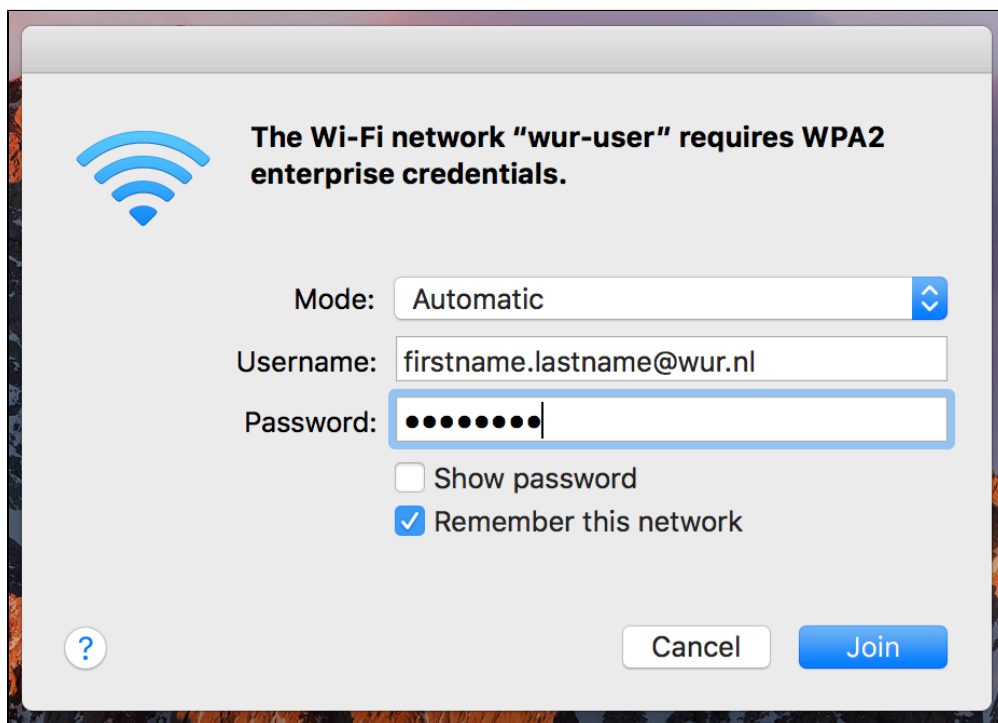 The Wi-Fi network “wur-user” requires WPA2
enterprise credentials.
Mode: Automatic
Username: firstname.lastname@wur.nl
Password: ••••••••
Show password
Remember this network
? Cancel Join